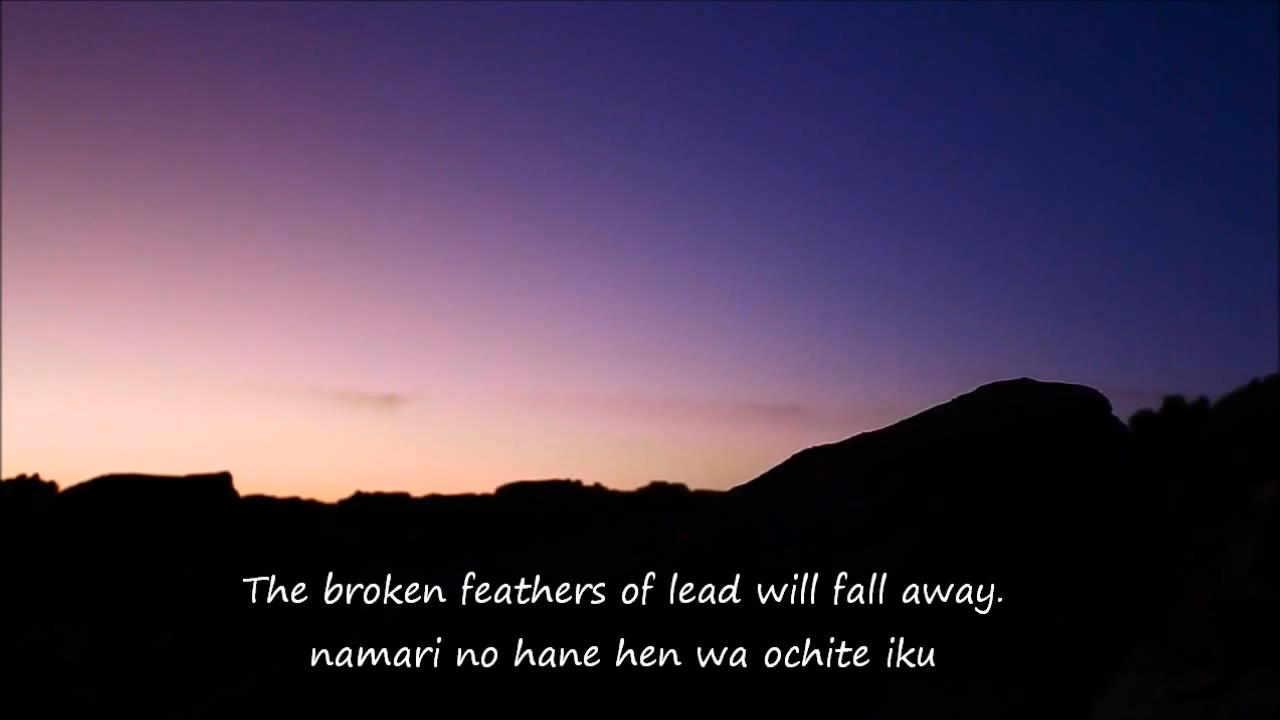 The broken feathers of lead will fall away.
namari no hane hen wa ochite iku